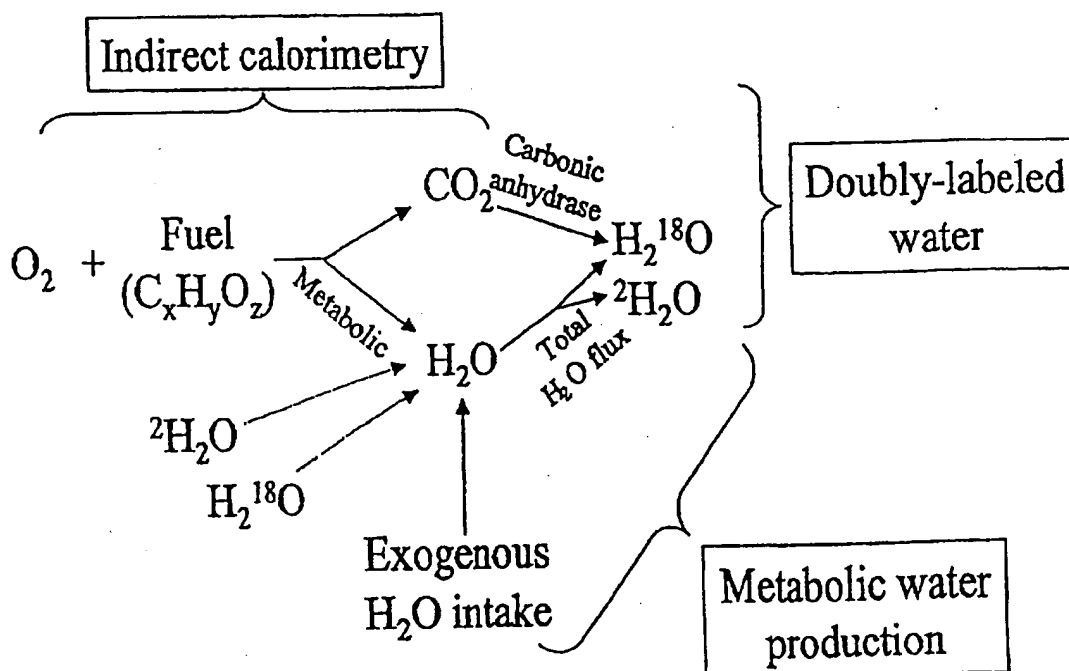 Indirect calorimetry
O₂ + Fuel
(CₓHᵧO_z)
Metabolic
CO₂
Carbonic
anhydrase
H₂¹⁸O
²H₂O
Doubly-labeled
water
H₂O
Total
H₂O flux
²H₂O
H₂¹⁸O
Exogenous
H₂O intake
Metabolic water
production